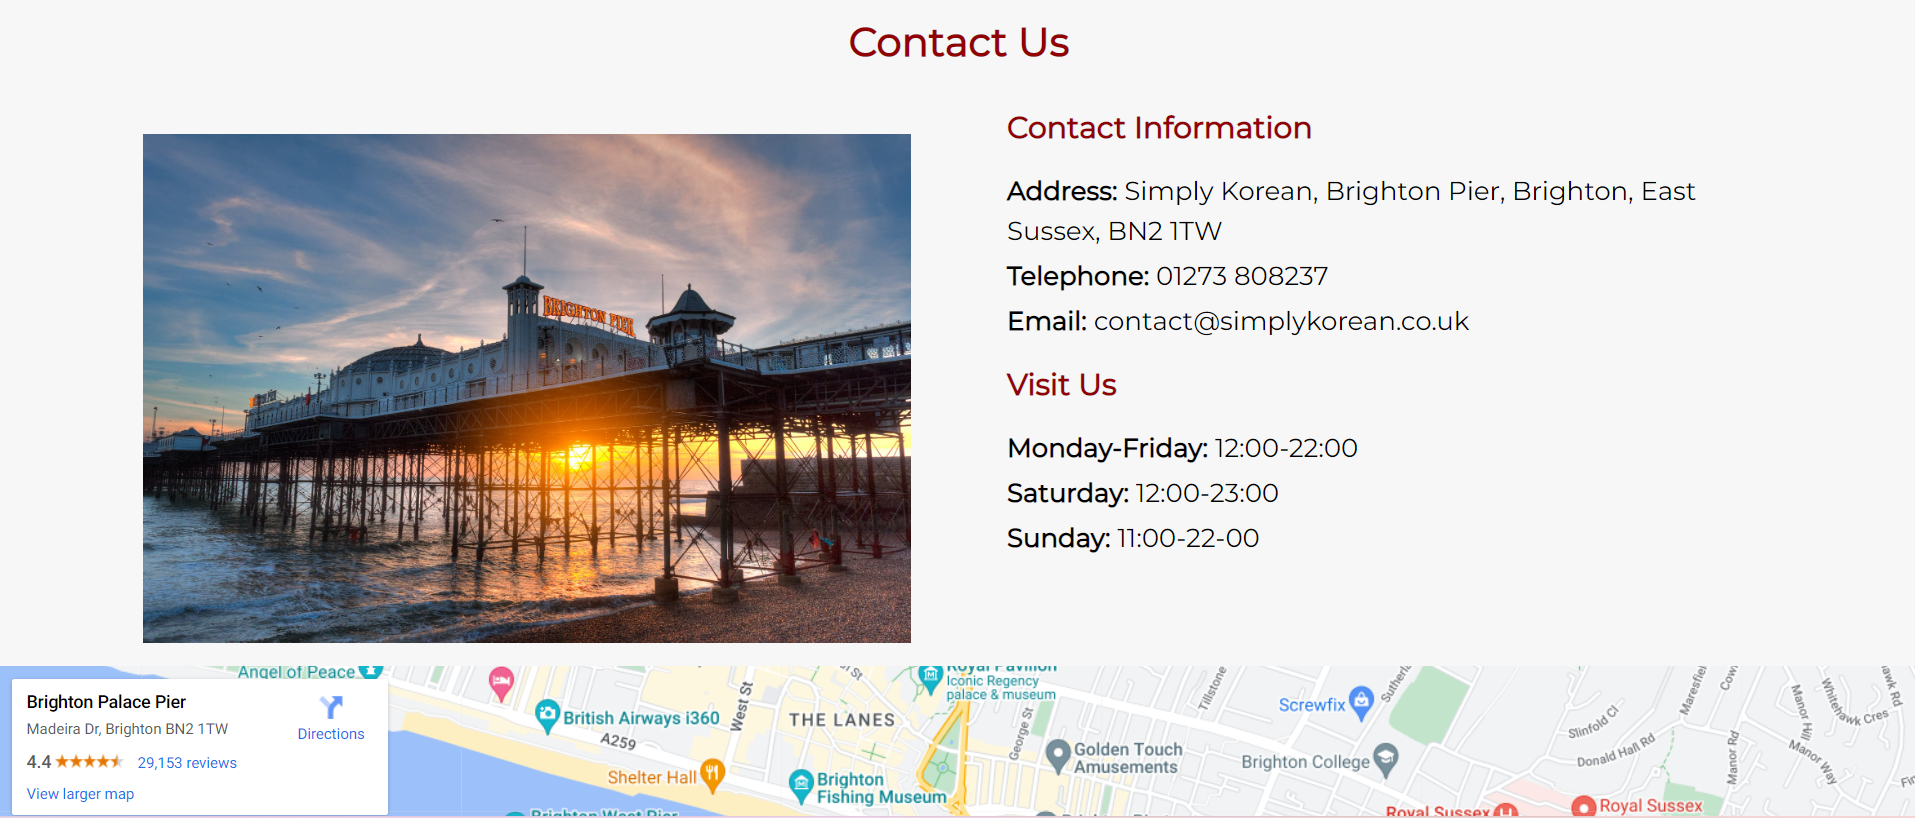 Contact Us
BRIGHTON PIER
Contact Information
Address: Simply Korean, Brighton Pier, Brighton, East
Sussex, BN2 1TW
Telephone: 01273 808237
Email: contact@simplykorean.co.uk
Visit Us
Monday-Friday: 12:00-22:00
Saturday: 12:00-23:00
Sunday: 11:00-22-00
Brighton Palace Pier
Madeira Dr, Brighton BN2 1TW
4.4 29,153 reviews
View larger map
Directions
Angel of Peace
British Airways i360
A259
West St
Shelter Hall
THE LANES
Brighton
Fishing Museum
Brighton West Pier
Royal Pavilion
Iconic Regency
palace & museum
George St
Golden Touch
Amusements
Tillstone
Screwfix
Brighton College
Royal Sussex
Royal Sussex
Slinfold Cl
Donald Hall Rd
Manor Rd
Manor Hill
Manor Way
Whitehawk Cres